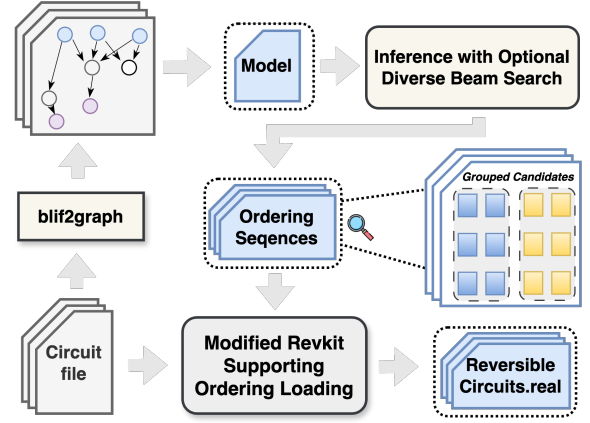 Model
Inference with Optional
Diverse Beam Search
blif2graph
Ordering
Seqences
Grouped Candidates
Circuit
file
Modified Revkit
Supporting
Ordering Loading
Reversible
Circuits.real